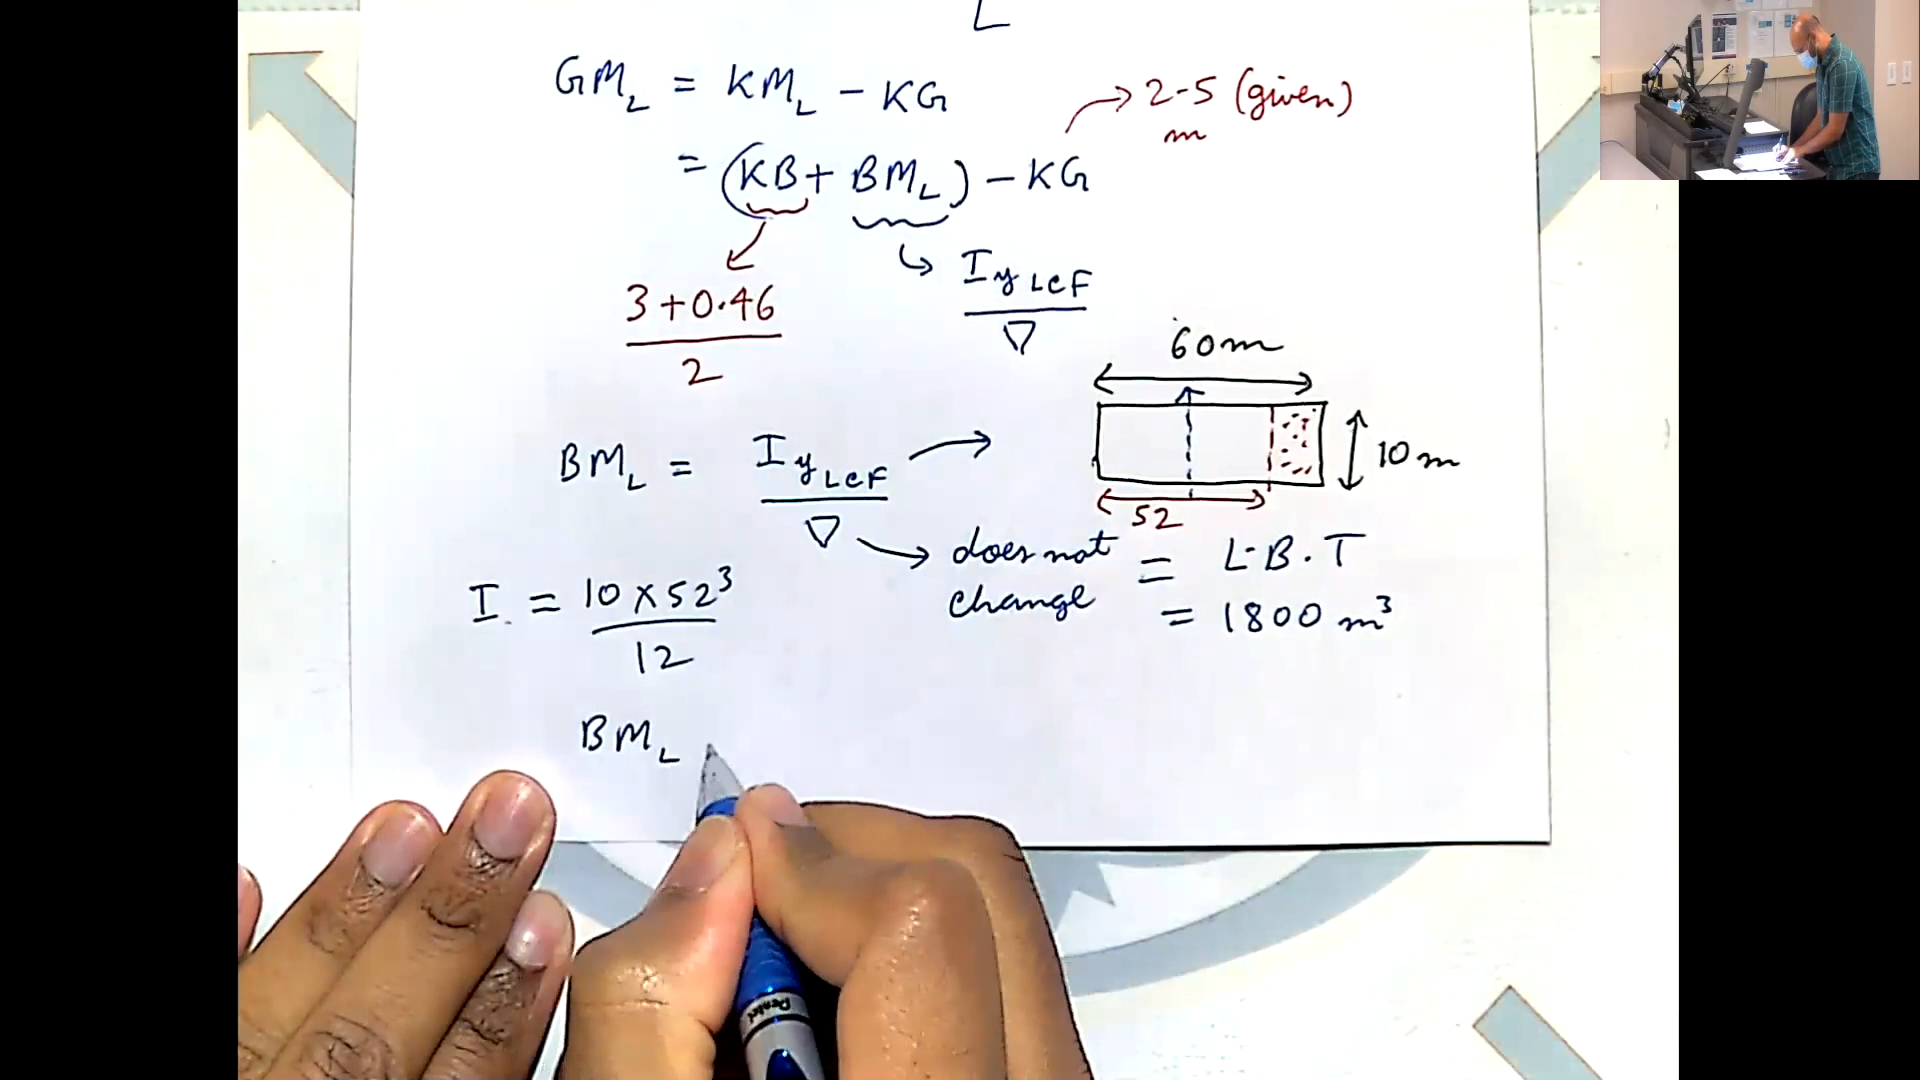 L
GM_L = KM_L - KG
→ 2-5 (given)
m
= (KB + BM_L) - KG
3+0.46
2
I_y LCF
∇
60m
BM_L = I_y LCF →
∇
10m
52
→ does not change
= L·B·T
= 1800 m³
I = 10 x 52³
12
BM_L
Pentel